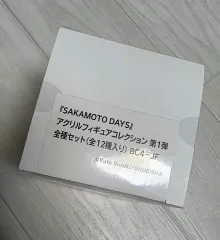 『SAKAMOTO DAYS』
アクリルフィギュアコレクション 第1弾
全種セット(全12種入り) BC4-JF
©Yuto Suzuki/SHUEISHA